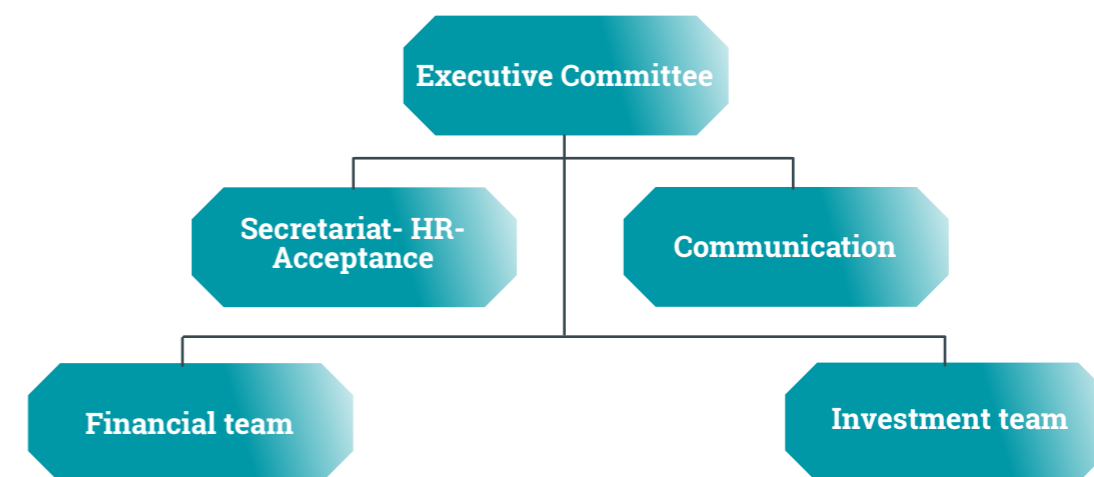 Executive Committee
Secretariat- HR-
Acceptance
Communication
Financial team
Investment team